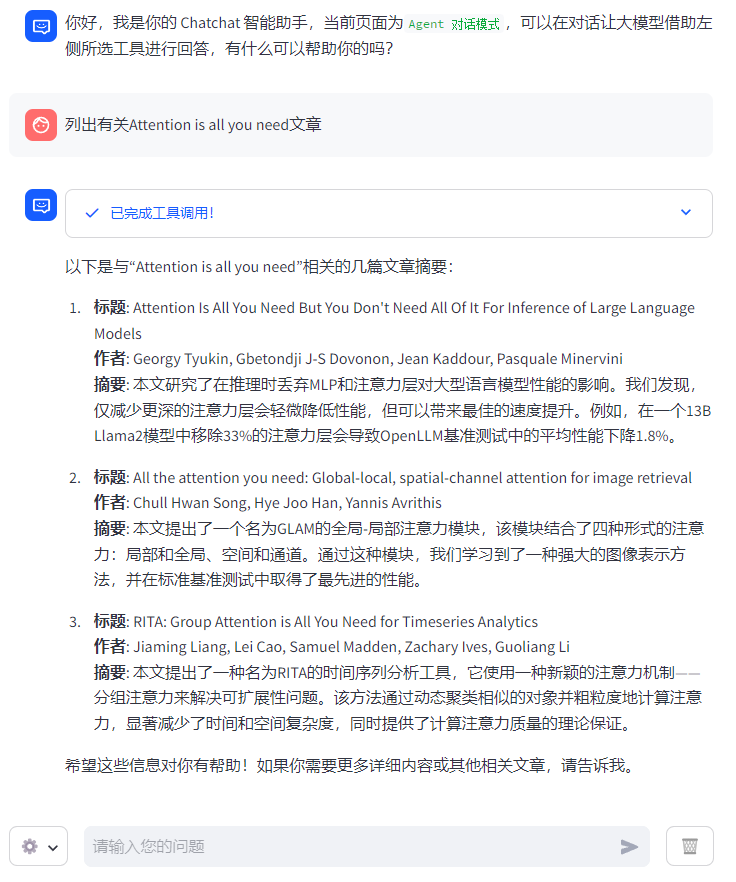 你好，我是你的 Chatchat 智能助手，当前页面为 Agent 对话模式 ，可以在对话让大模型借助左
侧所选工具进行回答，有什么可以帮助你的吗？
列出有关Attention is all you need文章
已完成工具调用！
以下是与“Attention is all you need”相关的几篇文章摘要：
1. 标题: Attention Is All You Need But You Don't Need All Of It For Inference of Large Language
Models
作者: Georgy Tyukin, Gbetondji J-S Dovonon, Jean Kaddour, Pasquale Minervini
摘要: 本文研究了在推理时丢弃MLP和注意力层对大型语言模型性能的影响。我们发现，
仅减少更深的注意力层会轻微降低性能，但可以带来最佳的速度提升。例如，在一个13B
Llama2模型中移除33%的注意力层会导致OpenLLM基准测试中的平均性能下降1.8%。
2. 标题: All the attention you need: Global-local, spatial-channel attention for image retrieval
作者: Chull Hwan Song, Hye Joo Han, Yannis Avrithis
摘要: 本文提出了一个名为GLAM的全局-局部注意力模块，该模块结合了四种形式的注意
力：局部和全局、空间和通道。通过这种模块，我们学习到了一种强大的图像表示方
法，并在标准基准测试中取得了最先进的性能。
3. 标题: RITA: Group Attention is All You Need for Timeseries Analytics
作者: Jiaming Liang, Lei Cao, Samuel Madden, Zachary Ives, Guoliang Li
摘要: 本文提出了一种名为RITA的时间序列分析工具，它使用一种新颖的注意力机制——
分组注意力来解决可扩展性问题。该方法通过动态聚类相似的对象并粗粒度地计算注意
力，显著减少了时间和空间复杂度，同时提供了计算注意力质量的理论保证。
希望这些信息对你有帮助！如果你需要更多详细内容或其他相关文章，请告诉我。
请输入您的问题